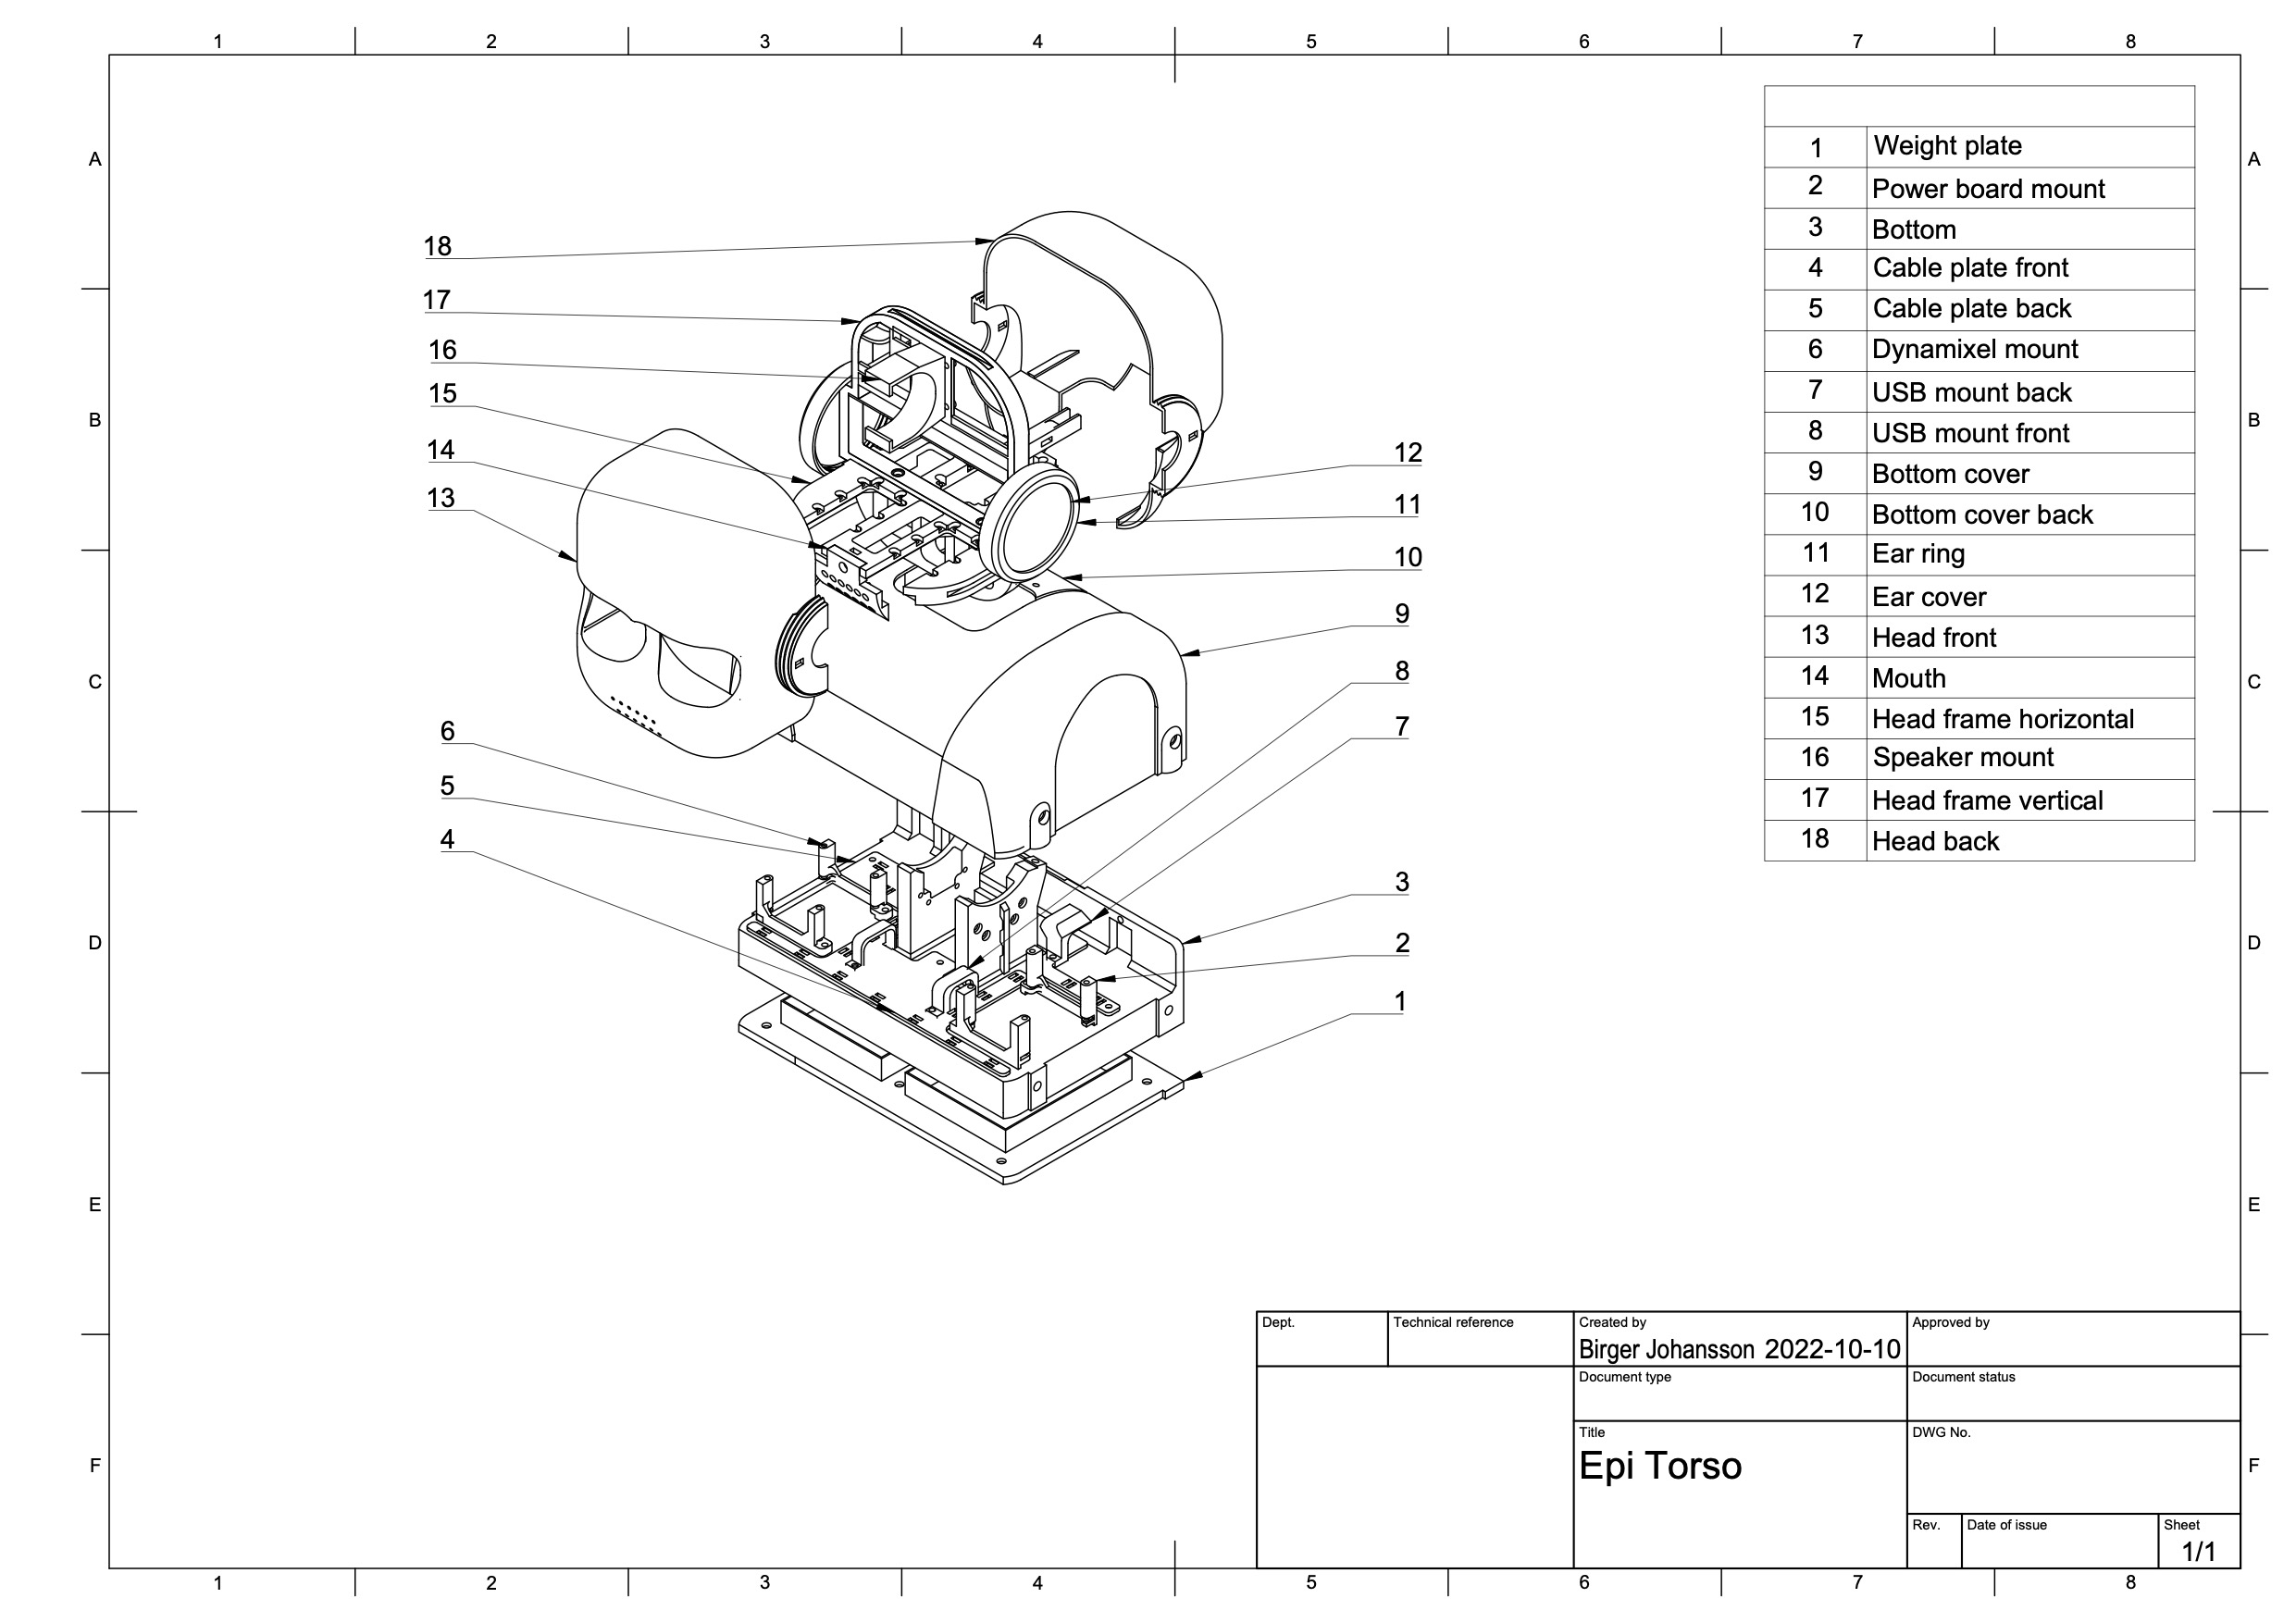 1 2 3 4 5 6 7 8
A A
B B
C C
D D
E E
F F
18
17
16
15
14
13
12
11
10
9
8
7
6
5
4
3
2
1
1 Weight plate
2 Power board mount
3 Bottom
4 Cable plate front
5 Cable plate back
6 Dynamixel mount
7 USB mount back
8 USB mount front
9 Bottom cover
10 Bottom cover back
11 Ear ring
12 Ear cover
13 Head front
14 Mouth
15 Head frame horizontal
16 Speaker mount
17 Head frame vertical
18 Head back
Dept. Technical reference Created by Approved by
Birger Johansson 2022-10-10
Document type Document status
Title DWG No.
Epi Torso
Rev. Date of issue Sheet
1/1
1 2 3 4 5 6 7 8